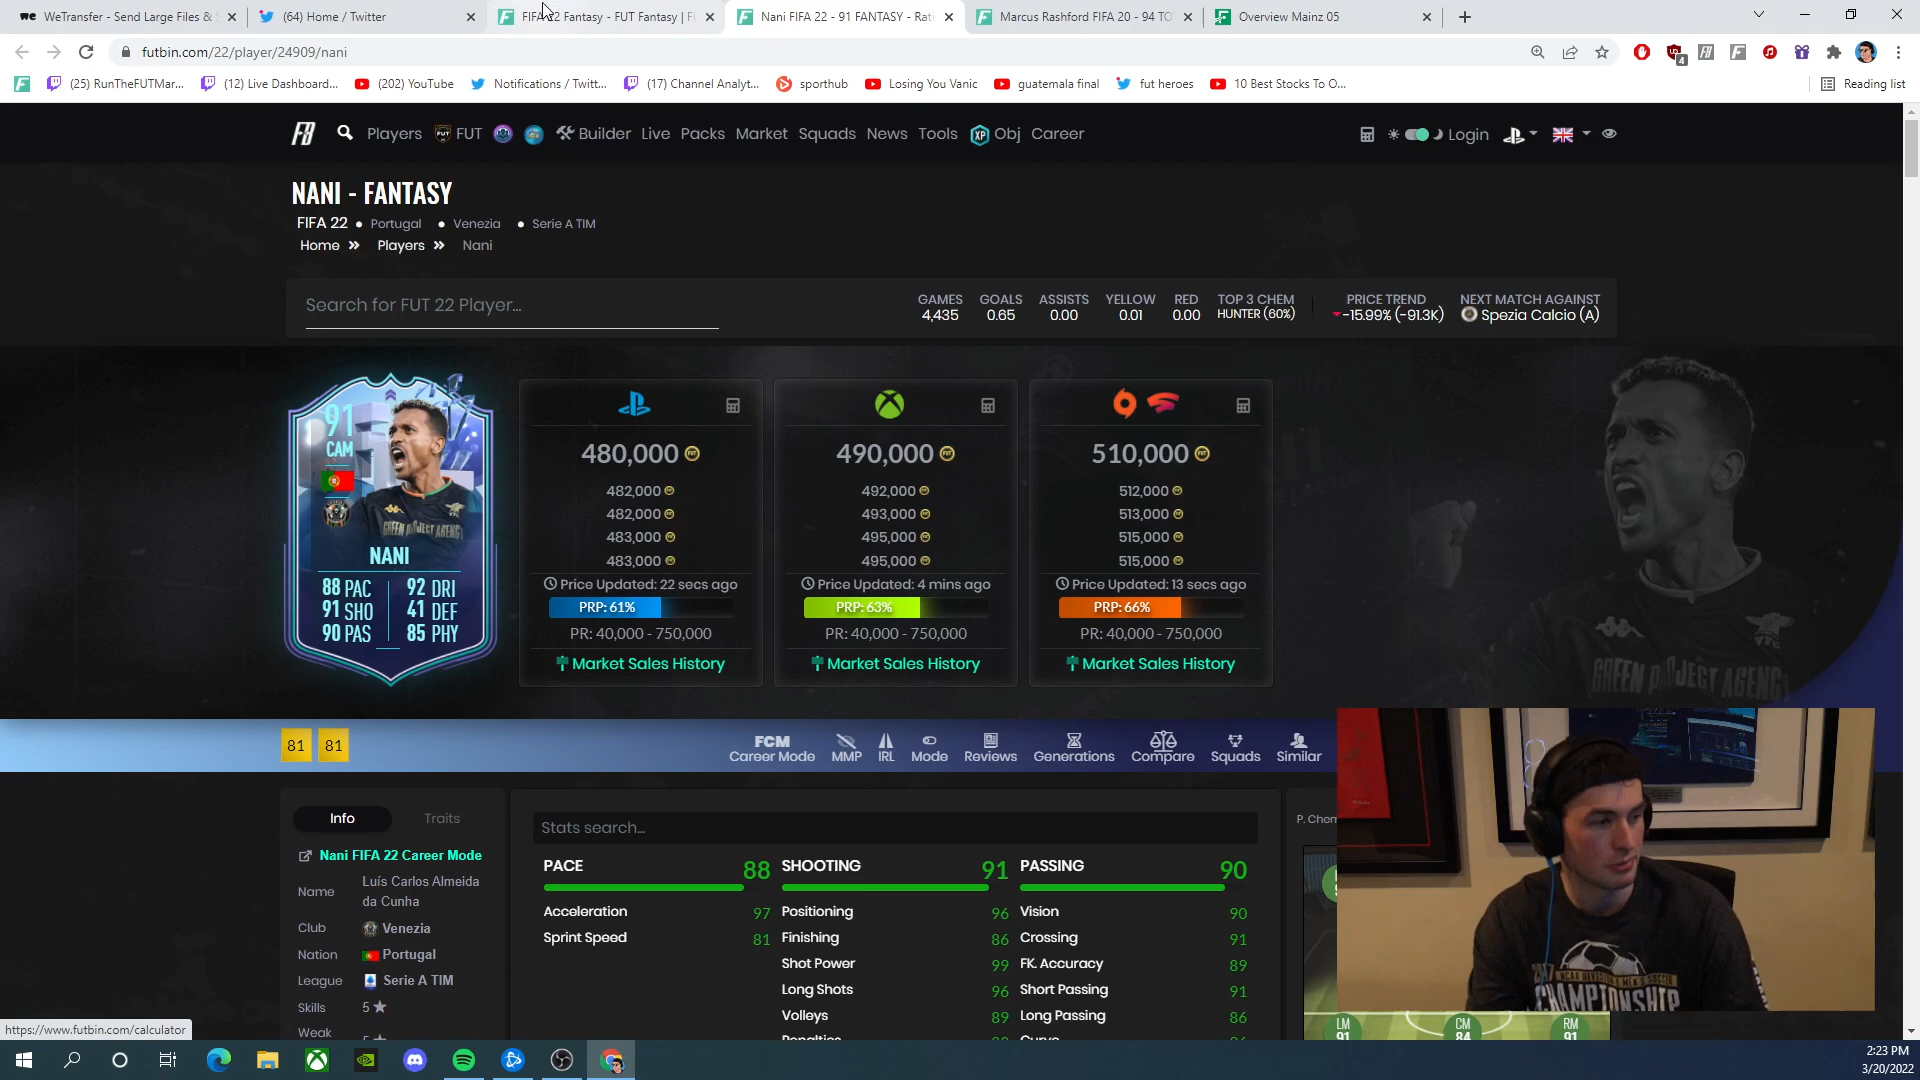 WeTransfer - Send Large Files &
(64) Home / Twitter
FIFA 22 Fantasy - FUT Fantasy | F
Nani FIFA 22 - 91 FANTASY - Rati
Marcus Rashford FIFA 20 - 94 TO
Overview Mainz 05
futbin.com/22/player/24909/nani
4
(25) RunTheFUTMar...
(12) Live Dashboard...
(202) YouTube
Notifications / Twitt...
(17) Channel Analyt...
sporthub
Losing You Vanic
guatemala final
fut heroes
10 Best Stocks To O...
Reading list
Players FUT Builder Live Packs Market Squads News Tools XP Obj Career
Login
NANI - FANTASY
FIFA 22 • Portugal • Venezia • Serie A TIM
Home » Players » Nani
Search for FUT 22 Player...
GAMES GOALS ASSISTS YELLOW RED TOP 3 CHEM PRICE TREND NEXT MATCH AGAINST
4,435 0.65 0.00 0.01 0.00 HUNTER (60%) -15.99% (-91.3K) Spezia Calcio (A)
91
CAM
NANI
88 PAC 92 DRI
91 SHO 41 DEF
90 PAS 85 PHY
480,000
482,000
482,000
483,000
483,000
Price Updated: 22 secs ago
PRP: 61%
PR: 40,000 - 750,000
Market Sales History
490,000
492,000
493,000
495,000
495,000
Price Updated: 4 mins ago
PRP: 63%
PR: 40,000 - 750,000
Market Sales History
510,000
512,000
513,000
515,000
515,000
Price Updated: 13 secs ago
PRP: 66%
PR: 40,000 - 750,000
Market Sales History
81 81
FCM
Career Mode MMP IRL Mode Reviews Generations Compare Squads Similar
Info Traits
Nani FIFA 22 Career Mode
Name Luís Carlos Almeida da Cunha
Club Venezia
Nation Portugal
League Serie A TIM
Skills 5★
Weak
Stats search...
PACE 88
Acceleration 97
Sprint Speed 81
SHOOTING 91
Positioning 96
Finishing 86
Shot Power 99
Long Shots 96
Volleys 89
PASSING 90
Vision 90
Crossing 91
FK. Accuracy 89
Short Passing 91
Long Passing 86
P. Chem
CHAMPIONSHIP
LM CM RM
91 84 91
https://www.futbin.com/calculator
2:23 PM
3/20/2022